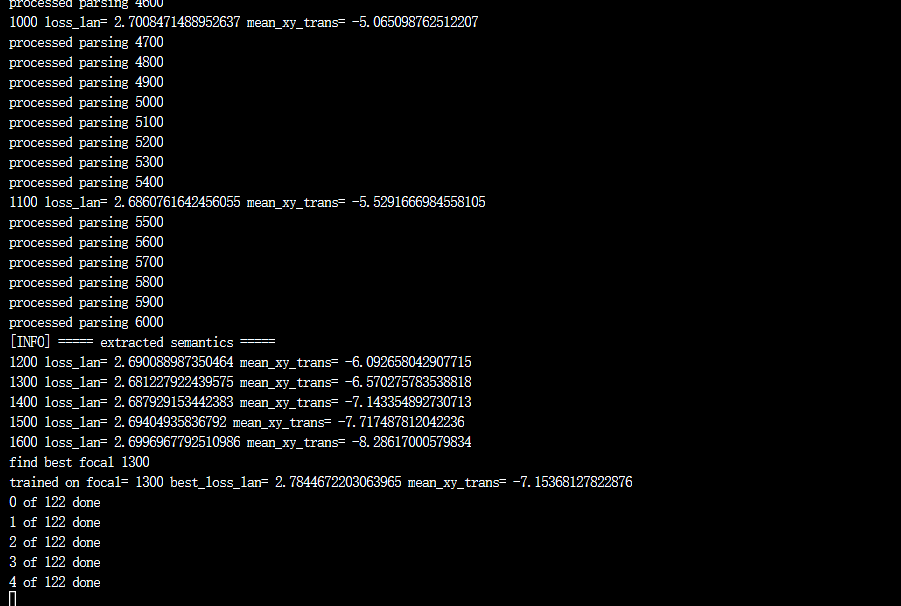 processed parsing 4600
1000 loss_lan= 2.7008471488952637 mean_xy_trans= -5.065098762512207
processed parsing 4700
processed parsing 4800
processed parsing 4900
processed parsing 5000
processed parsing 5100
processed parsing 5200
processed parsing 5300
processed parsing 5400
1100 loss_lan= 2.6860761642456055 mean_xy_trans= -5.5291666984558105
processed parsing 5500
processed parsing 5600
processed parsing 5700
processed parsing 5800
processed parsing 5900
processed parsing 6000
[INFO] ===== extracted semantics =====
1200 loss_lan= 2.690088987350464 mean_xy_trans= -6.092658042907715
1300 loss_lan= 2.681227922439575 mean_xy_trans= -6.570275783538818
1400 loss_lan= 2.687929153442383 mean_xy_trans= -7.143354892730713
1500 loss_lan= 2.69404935836792 mean_xy_trans= -7.717487812042236
1600 loss_lan= 2.6996967792510986 mean_xy_trans= -8.28617000579834
find best focal 1300
trained on focal= 1300 best_loss_lan= 2.7844672203063965 mean_xy_trans= -7.15368127822876
0 of 122 done
1 of 122 done
2 of 122 done
3 of 122 done
4 of 122 done